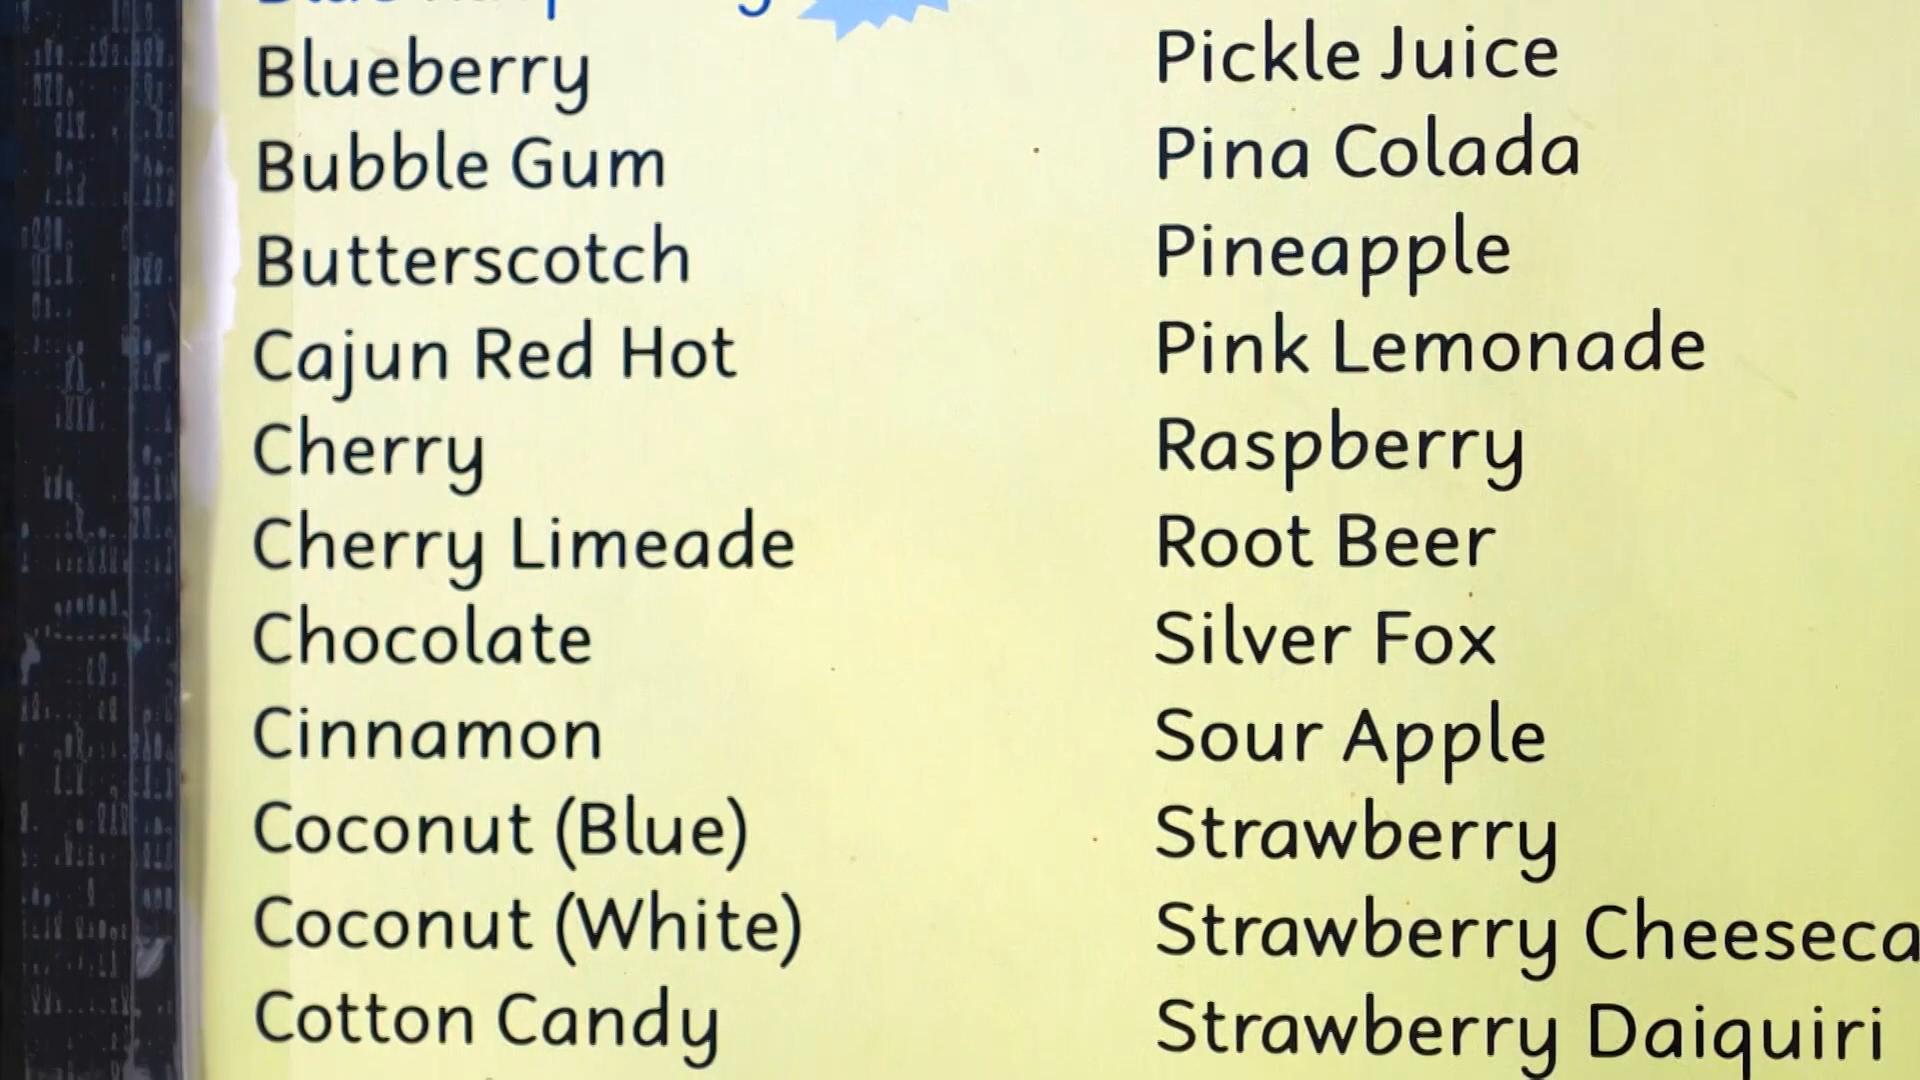 Blueberry
Bubble Gum
Butterscotch
Cajun Red Hot
Cherry
Cherry Limeade
Chocolate
Cinnamon
Coconut (Blue)
Coconut (White)
Cotton Candy
Pickle Juice
Pina Colada
Pineapple
Pink Lemonade
Raspberry
Root Beer
Silver Fox
Sour Apple
Strawberry
Strawberry Cheeseca
Strawberry Daiquiri